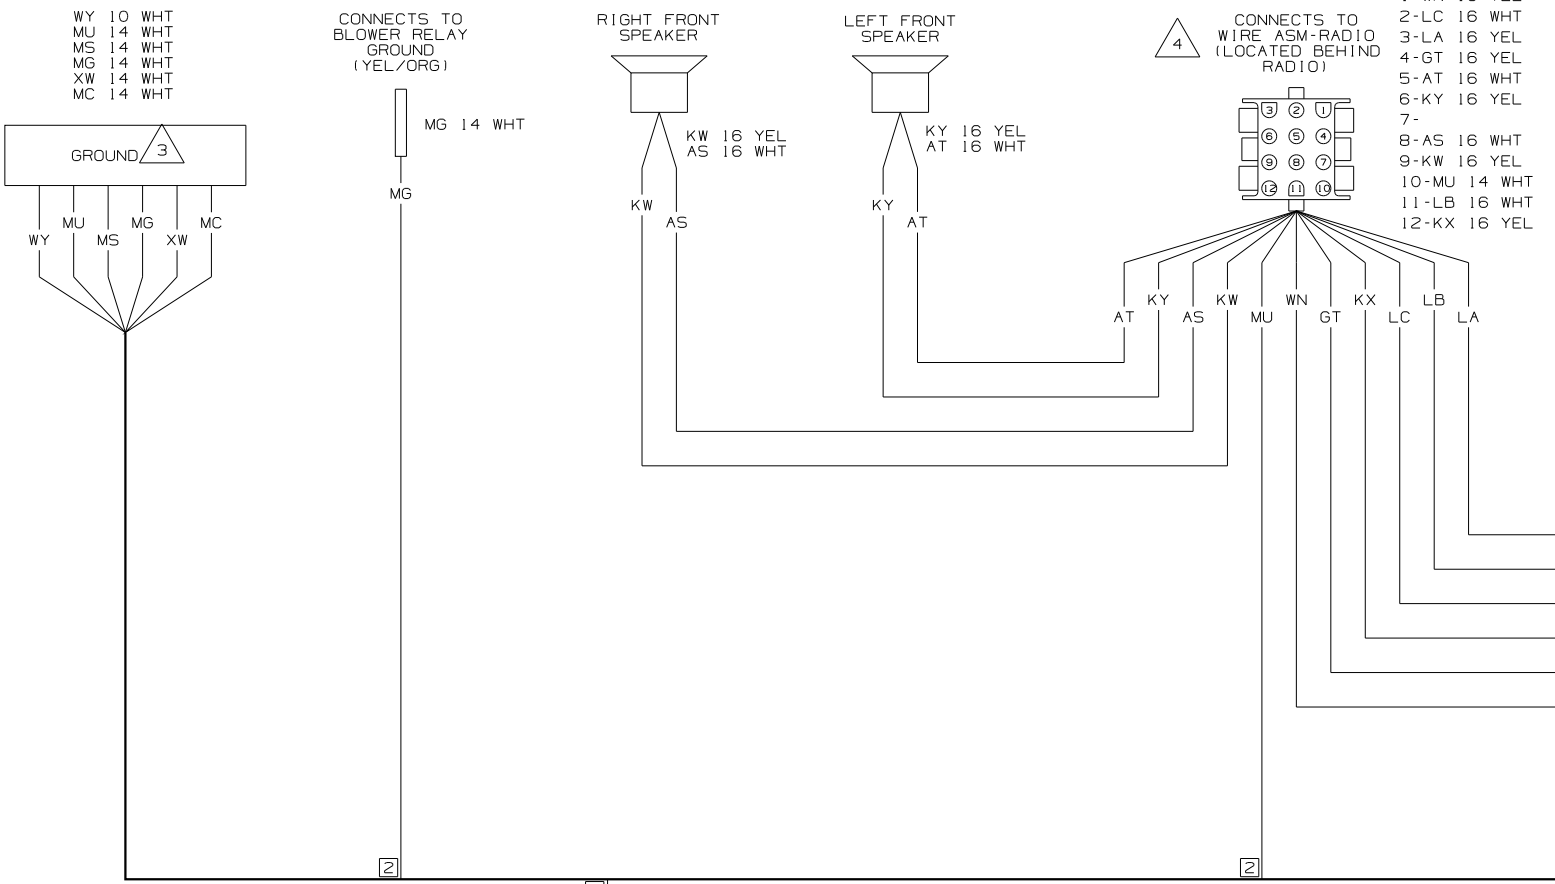 WY 10 WHT
MU 14 WHT
MS 14 WHT
MG 14 WHT
XW 14 WHT
MC 14 WHT
GROUND 3
WY
MU
MS
MG
XW
MC
CONNECTS TO
BLOWER RELAY
GROUND
(YEL/ORG)
MG 14 WHT
MG
2
RIGHT FRONT
SPEAKER
KW 16 YEL
AS 16 WHT
KW
AS
LEFT FRONT
SPEAKER
KY 16 YEL
AT 16 WHT
KY
AT
4
CONNECTS TO
WIRE ASM-RADIO
(LOCATED BEHIND
RADIO)
3 2 1
6 5 4
9 8 7
12 11 10
2-LC 16 WHT
3-LA 16 YEL
4-GT 16 YEL
5-AT 16 WHT
6-KY 16 YEL
7-
8-AS 16 WHT
9-KW 16 YEL
10-MU 14 WHT
11-LB 16 WHT
12-KX 16 YEL
AT
KY
AS
KW
MU
WN
GT
KX
LC
LB
LA
2